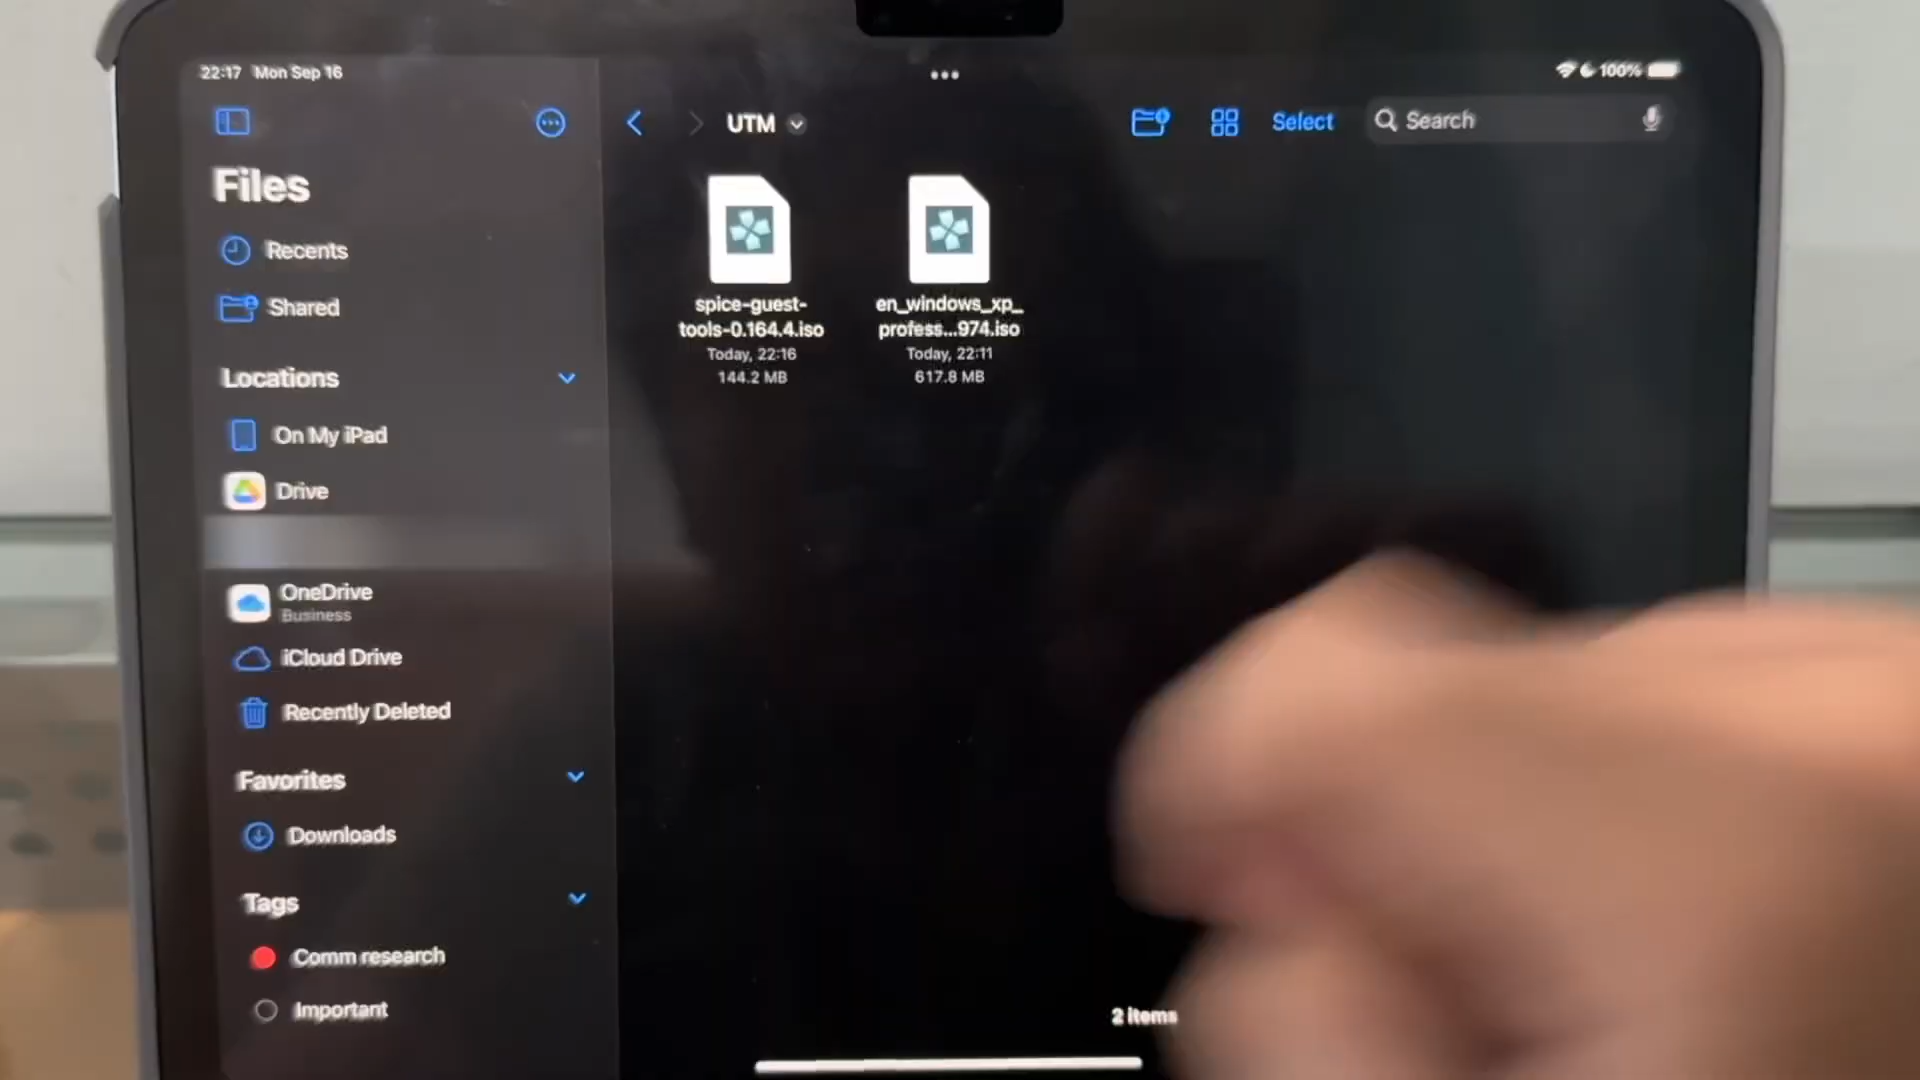 22:17 Mon Sep 16
100%
UTM
Select
Search
Files
Recents
Shared
Locations
On My iPad
Drive
OneDrive
Business
iCloud Drive
Recently Deleted
Favorites
Downloads
Tags
Comm research
Important
spice-guest-
tools-0.164.4.iso
Today, 22:16
144.2 MB
en_windows_xp_
profess...974.iso
Today, 22:11
617.8 MB
2 items